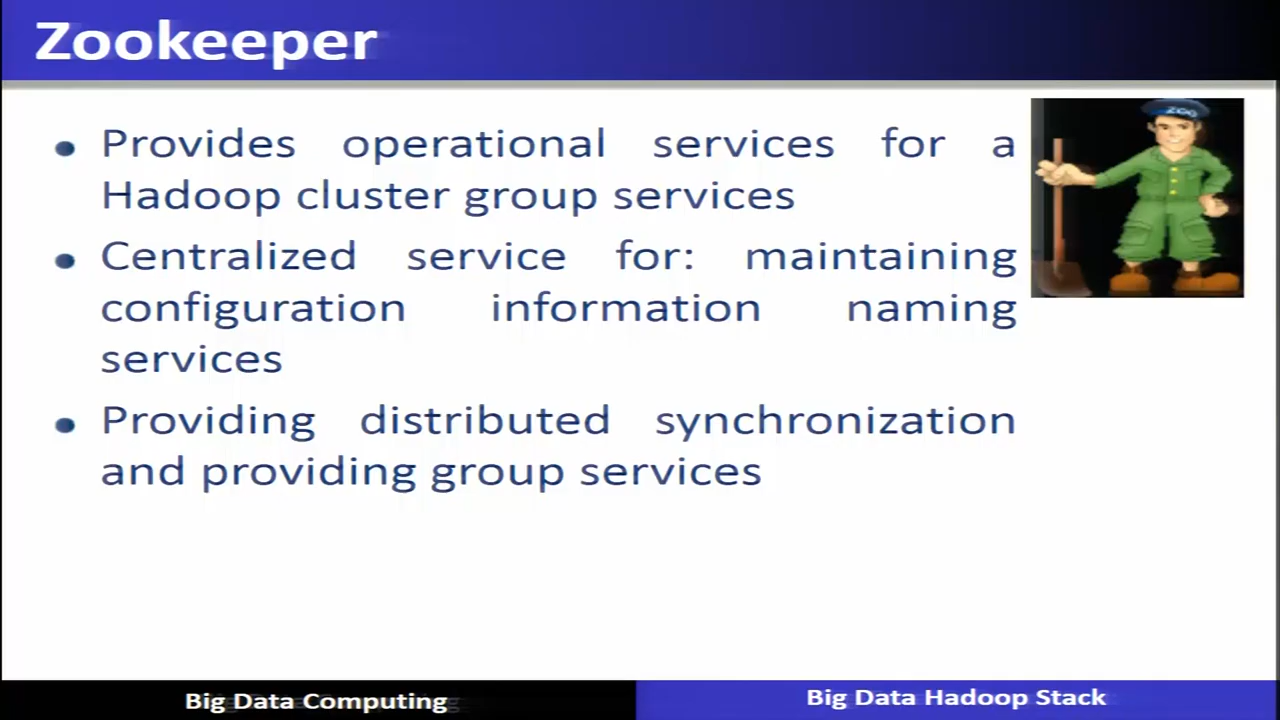 Zookeeper
Provides operational services for a
Hadoop cluster group services
Centralized service for: maintaining
configuration information naming
services
Providing distributed synchronization
and providing group services
ZOO
Big Data Computing
Big Data Hadoop Stack